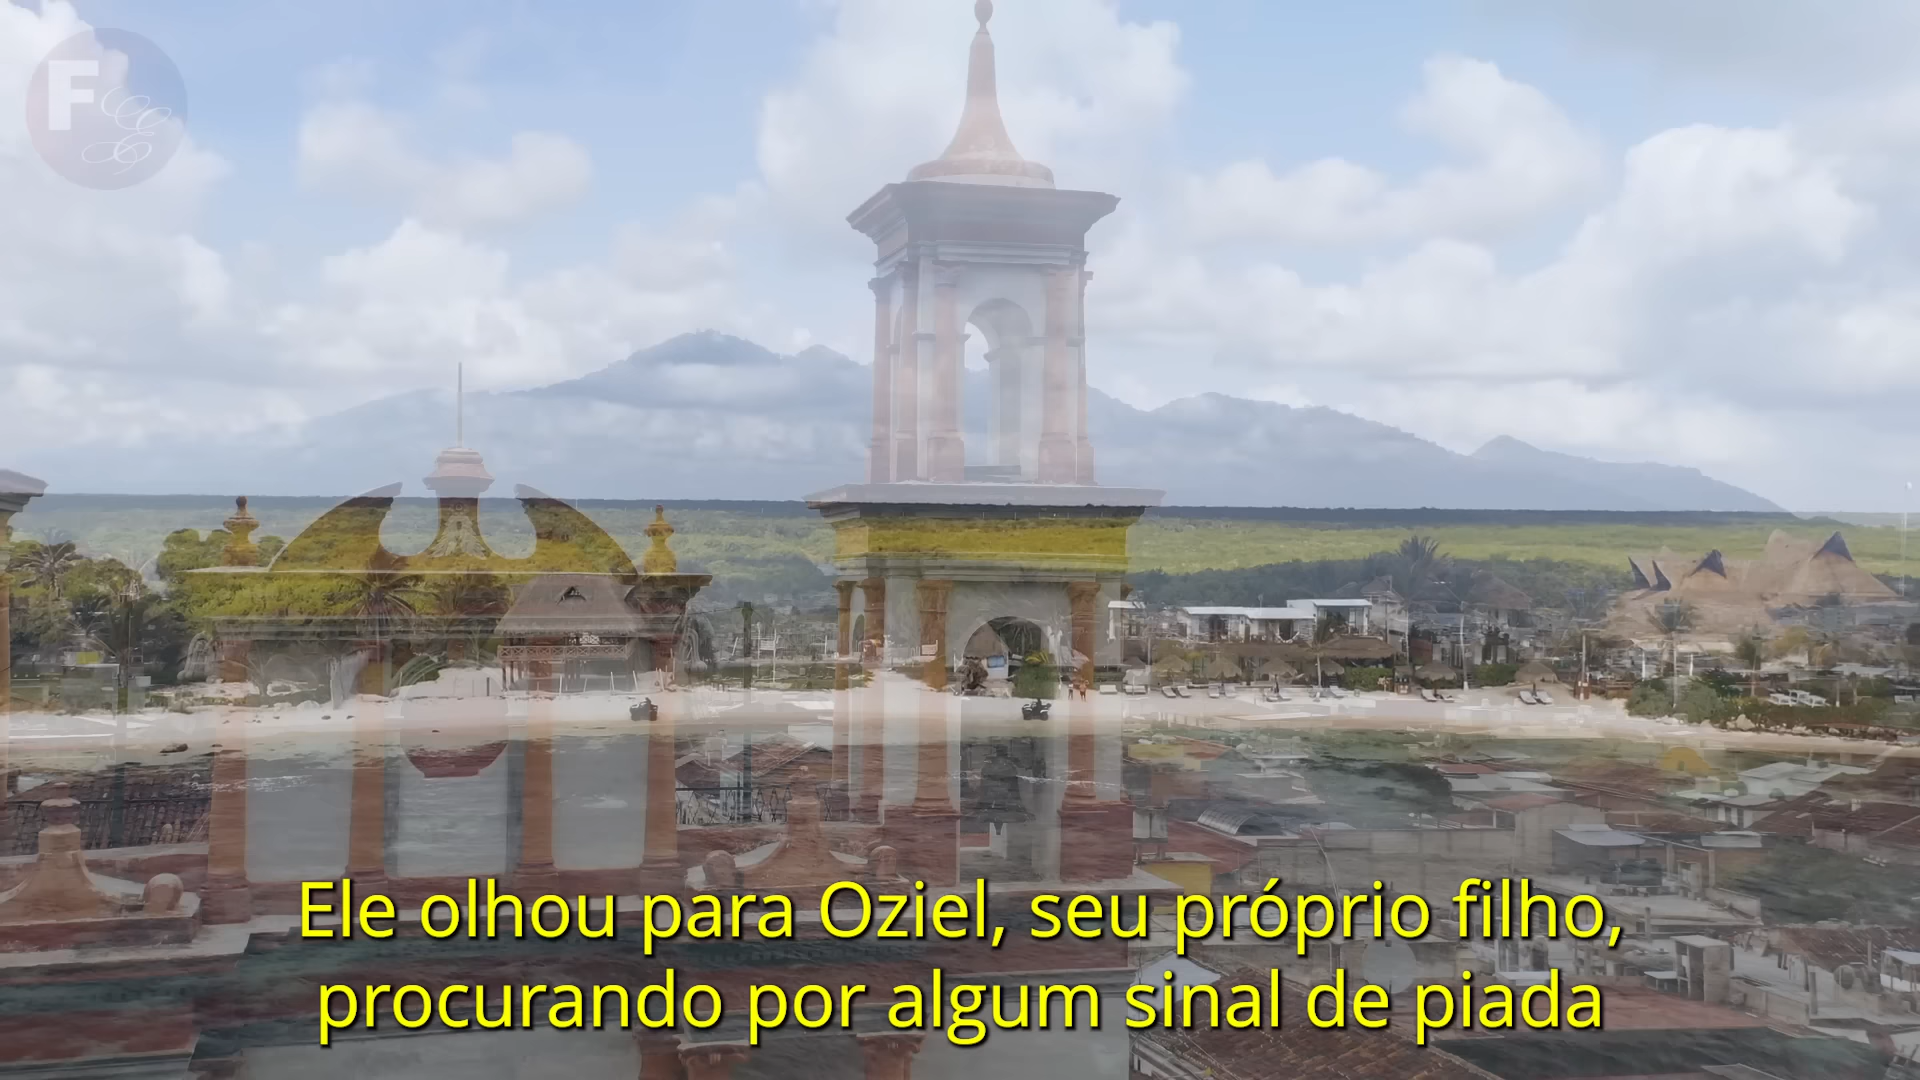 F
Ele olhou para Oziel, seu próprio filho,
procurando por algum sinal de piada